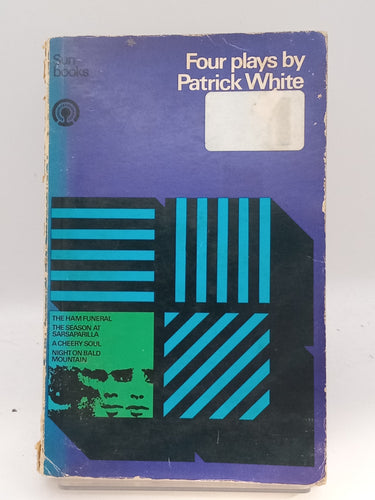 Sun
books
Four plays by
Patrick White
THE HAM FUNERAL
THE SEASON AT
SARSAPARILLA
A CHEERY SOUL
NIGHT ON BALD
MOUNTAIN